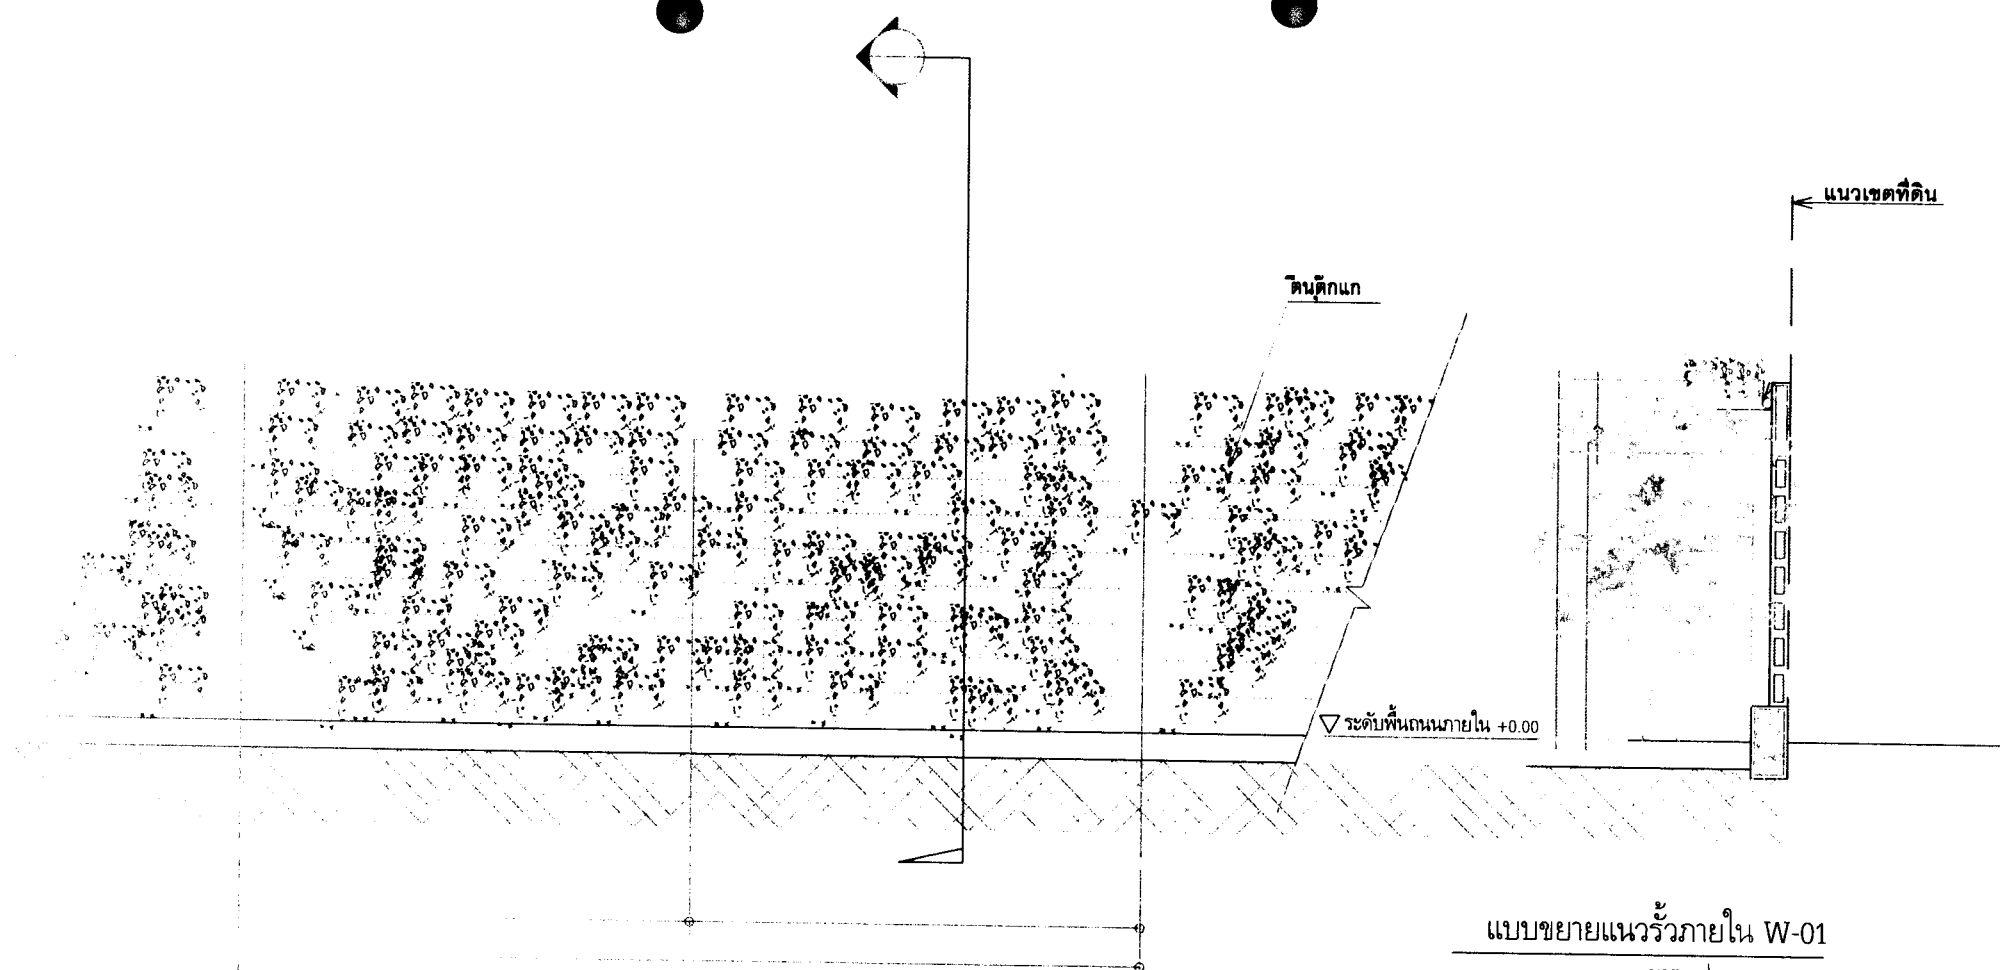 แนวเขตที่ดิน
ตีนตุ๊กแก
ระดับพื้นถนนภายใน +0.00
แบบขยายแนวรั้วภายใน W-01